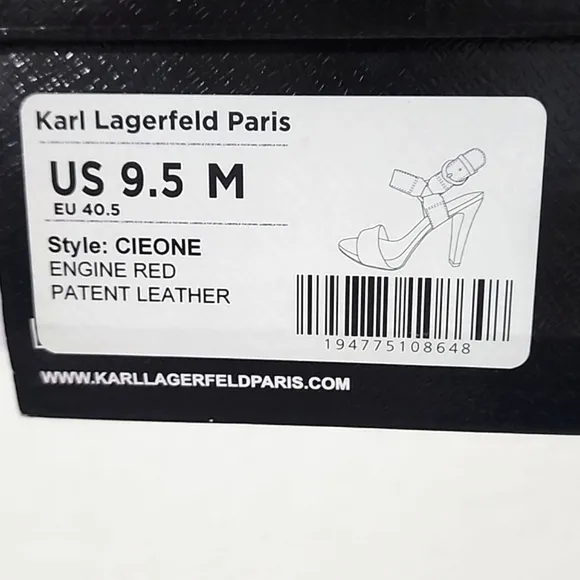 Karl Lagerfeld Paris
US 9.5 M
EU 40.5
Style: CIEONE
ENGINE RED
PATENT LEATHER
194775108648
WWW.KARLLAGERFELDPARIS.COM